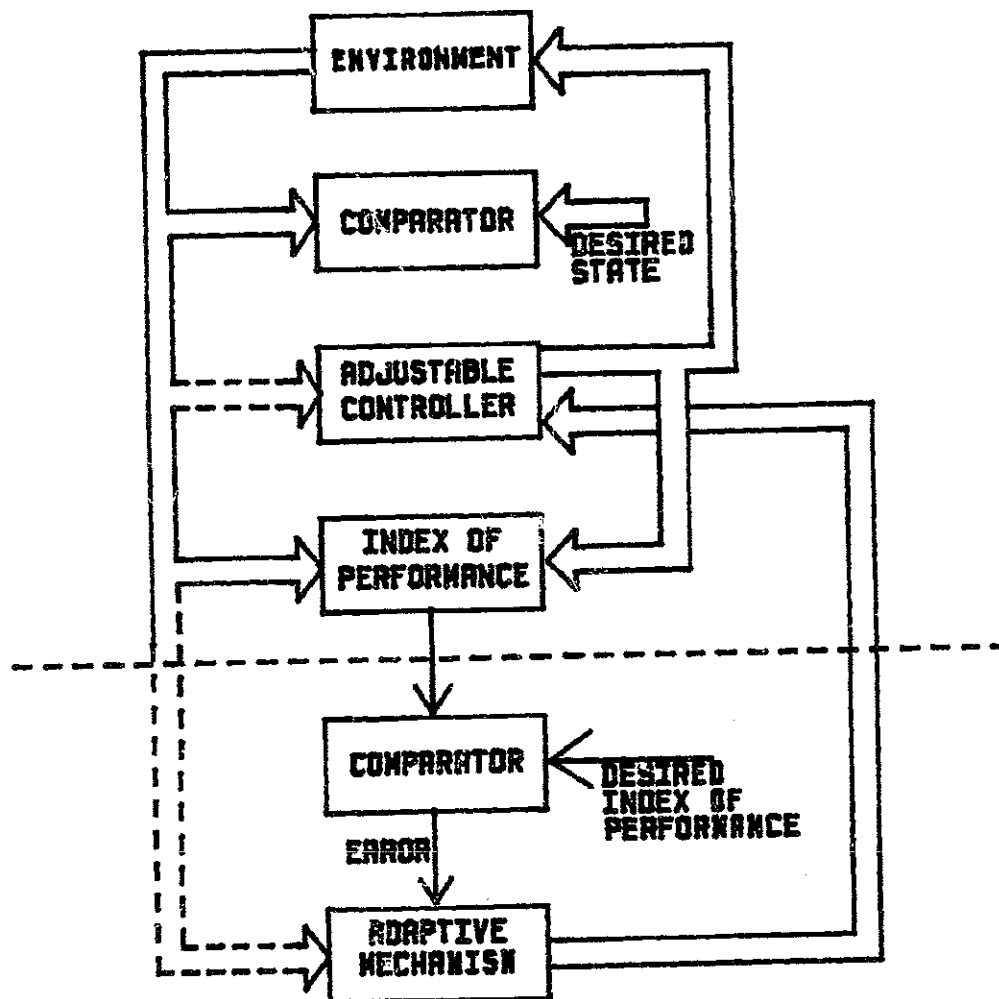 ENVIRONMENT
COMPARATOR
DESIRED
STATE
ADJUSTABLE
CONTROLLER
INDEX OF
PERFORMANCE
COMPARATOR
DESIRED
INDEX OF
PERFORMANCE
ERROR
ADAPTIVE
MECHANISM